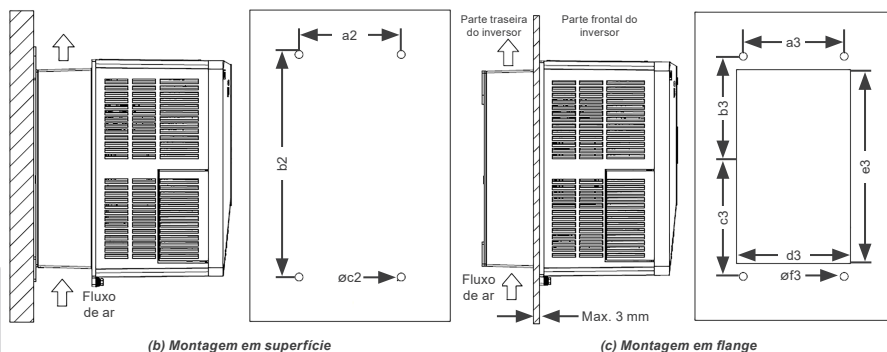 a2
b2
øc2
Fluxo
de ar
(b) Montagem em superfície
Parte traseira
do inversor
Parte frontal do
inversor
Fluxo
de ar
Max. 3 mm
a3
b3
c3
e3
d3
øf3
(c) Montagem em flange